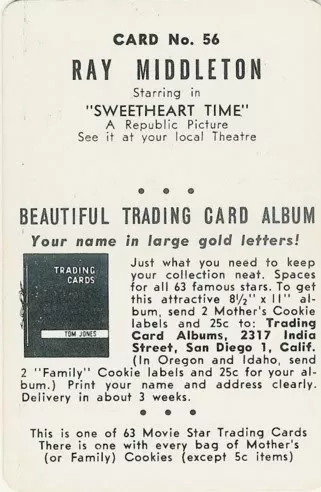 CARD No. 56
RAY MIDDLETON
Starring in
"SWEETHEART TIME"
A Republic Picture
See it at your local Theatre
• • •
BEAUTIFUL TRADING CARD ALBUM
Your name in large gold letters!
TRADING
CARDS
TOM JONES
Just what you need to keep
your collection neat. Spaces
for all 63 famous stars. To get
this attractive 8½" x 11" al-
bum, send 2 Mother's Cookie
labels and 25c to: Trading
Card Albums, 2317 India
Street, San Diego 1, Calif.
(In Oregon and Idaho, send
2 "Family" Cookie labels and 25c for your al-
bum.) Print your name and address clearly.
Delivery in about 3 weeks.
• • •
This is one of 63 Movie Star Trading Cards
There is one with every bag of Mother's
(or Family) Cookies (except 5c items)